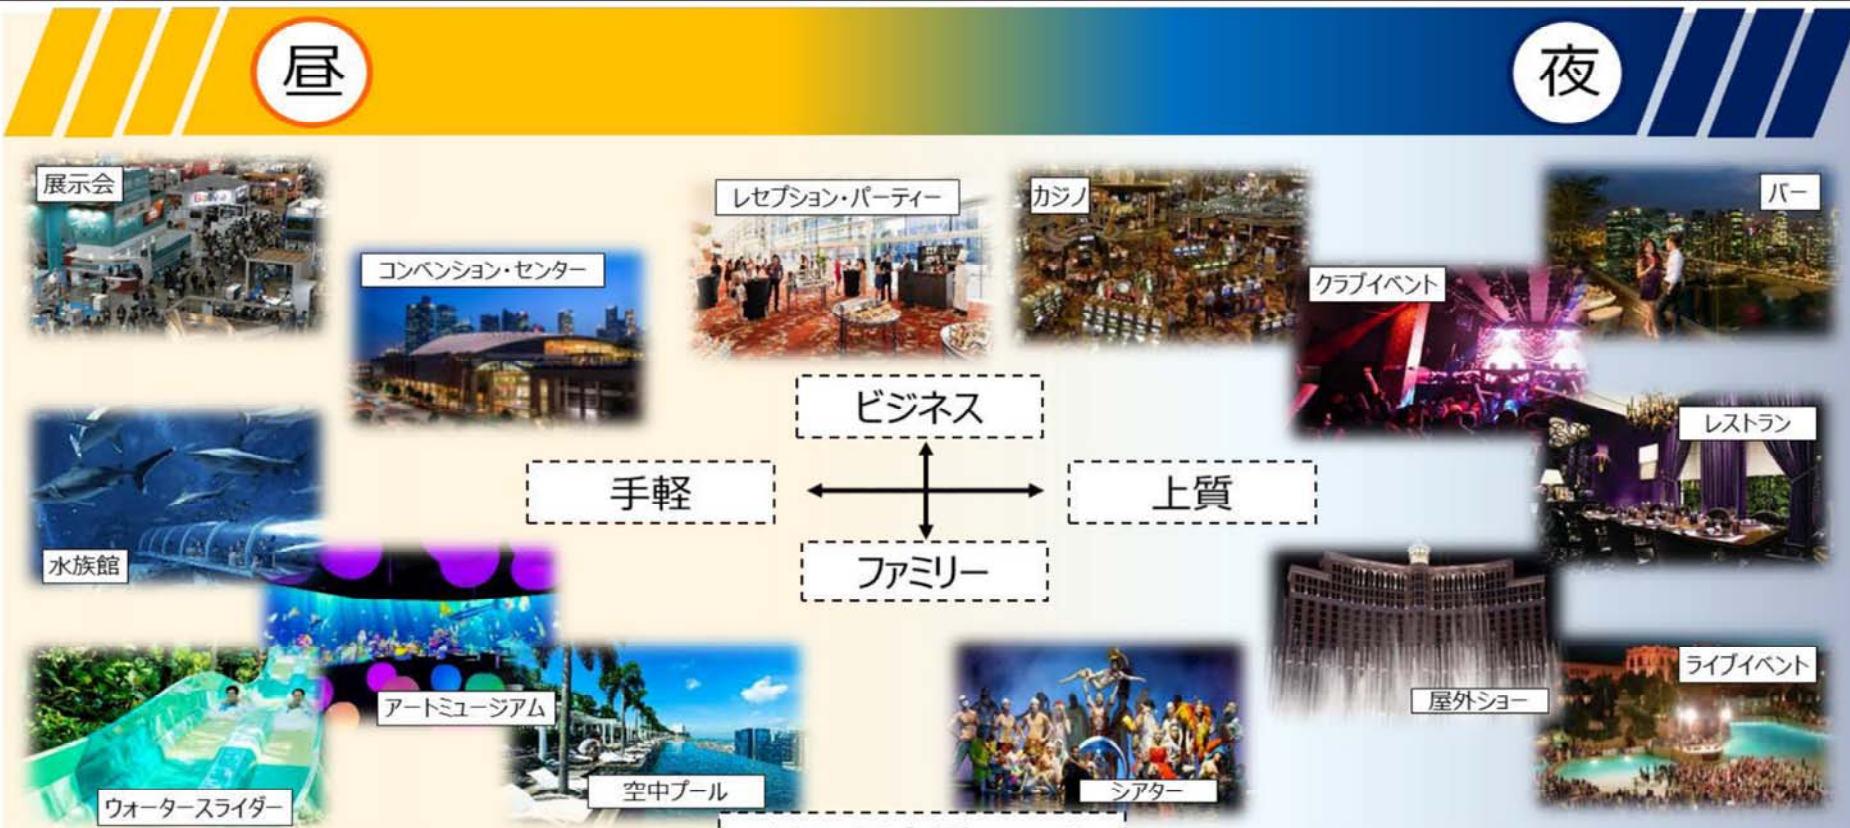 昼
夜
展示会
コンベンション・センター
レセプション・パーティー
カジノ
クラブイベント
バー
ビジネス
手軽
上質
ファミリー
レストラン
水族館
アートミュージアム
ウォータースライダー
空中プール
シアター
屋外ショー
ライブイベント